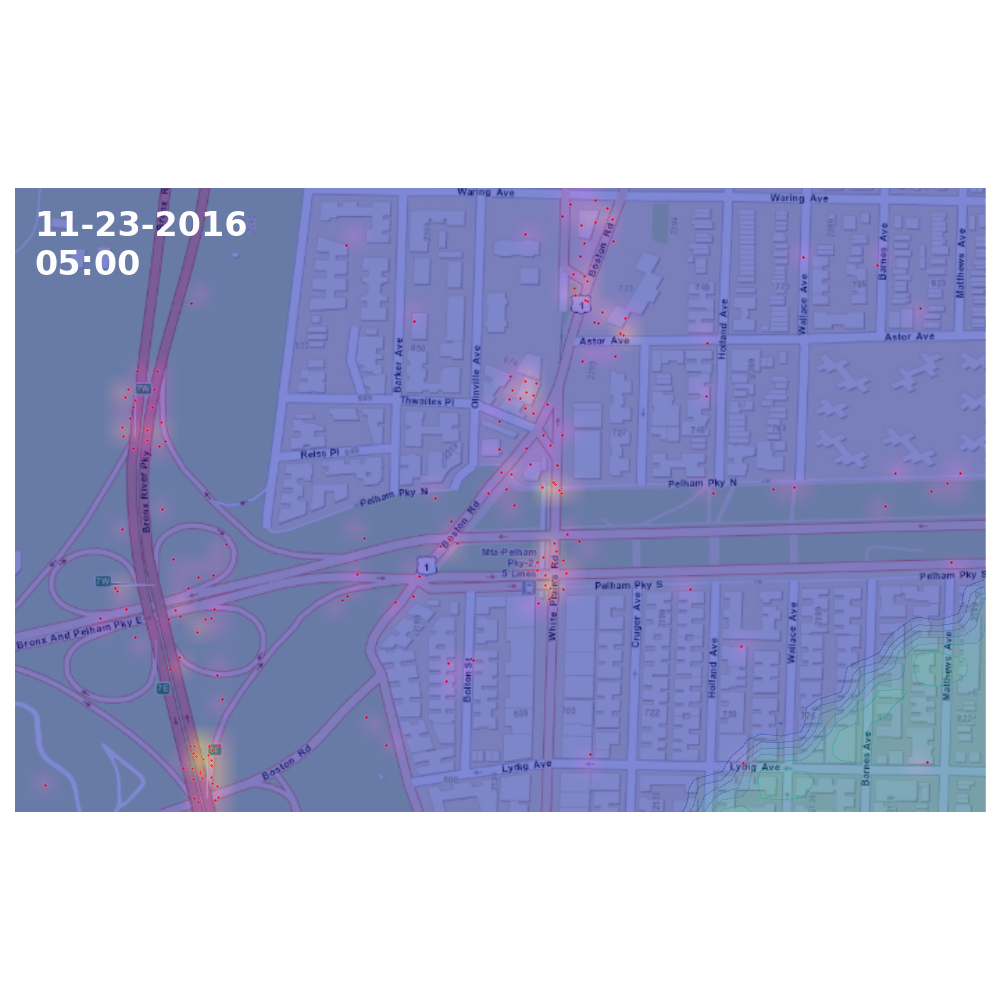 Waring Ave
Waring Ave
11-23-2016
05:00
Boston Rd
Barnes Ave
Matthews Ave
Wallace Ave
Holland Ave
1
Astor Ave
Astor Ave
Barker Ave
Olinville Ave
Thwaites Pl
Reiss Pl
Pelham Pky N
Pelham Pky N
Bronx River Pky
Boston Rd
1
Mta-Pelham
Pky-2
5 Lines
White Plains Rd
Pelham Pky S
Pelham Pky S
7W
Bronx And Pelham Pky E
Cruger Ave
Holland Ave
Wallace Ave
Matthews Ave
Bolton St
7E
Boston Rd
Lydig Ave
Lydig Ave
Barnes Ave